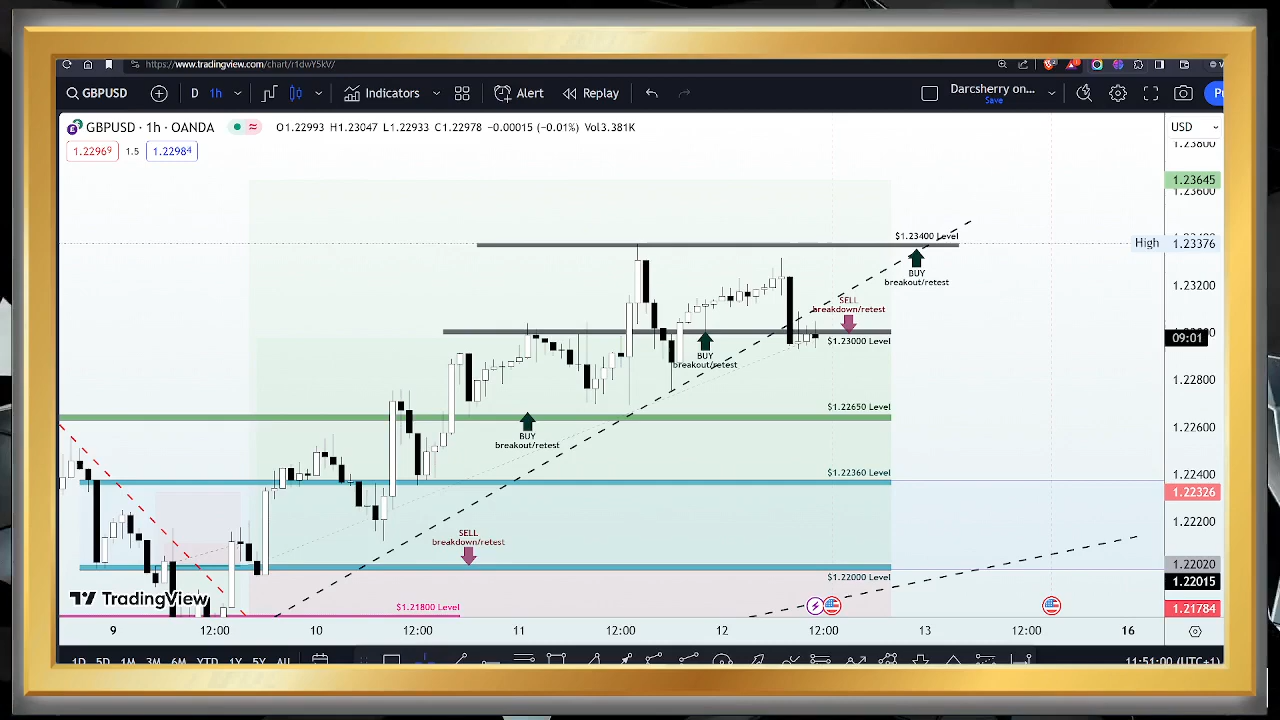 https://www.tradingview.com/chart/r1dwY5kV/
GBPUSD
D
1h
Indicators
Alert
Replay
Darcsherry on...
Save
GBPUSD · 1h · OANDA
O1.22993 H1.23047 L1.22933 C1.22978 −0.00015 (−0.01%) Vol3.381K
USD
1.22969
1.5
1.22984
1.23800
1.23645
1.23600
$1.23400 Level
High
1.23376
BUY
breakout/retest
1.23200
SELL
breakdown/retest
$1.23000 Level
09:01
BUY
breakout/retest
1.22800
$1.22650 Level
BUY
breakout/retest
1.22600
$1.22360 Level
1.22400
1.22326
1.22200
SELL
breakdown/retest
1.22020
$1.22000 Level
1.22015
TradingView
$1.21800 Level
1.21784
9
12:00
10
12:00
11
12:00
12
12:00
13
12:00
16
1D 5D 1M 3M 6M YTD 1Y 5Y All
11:51:00 (UTC+1)